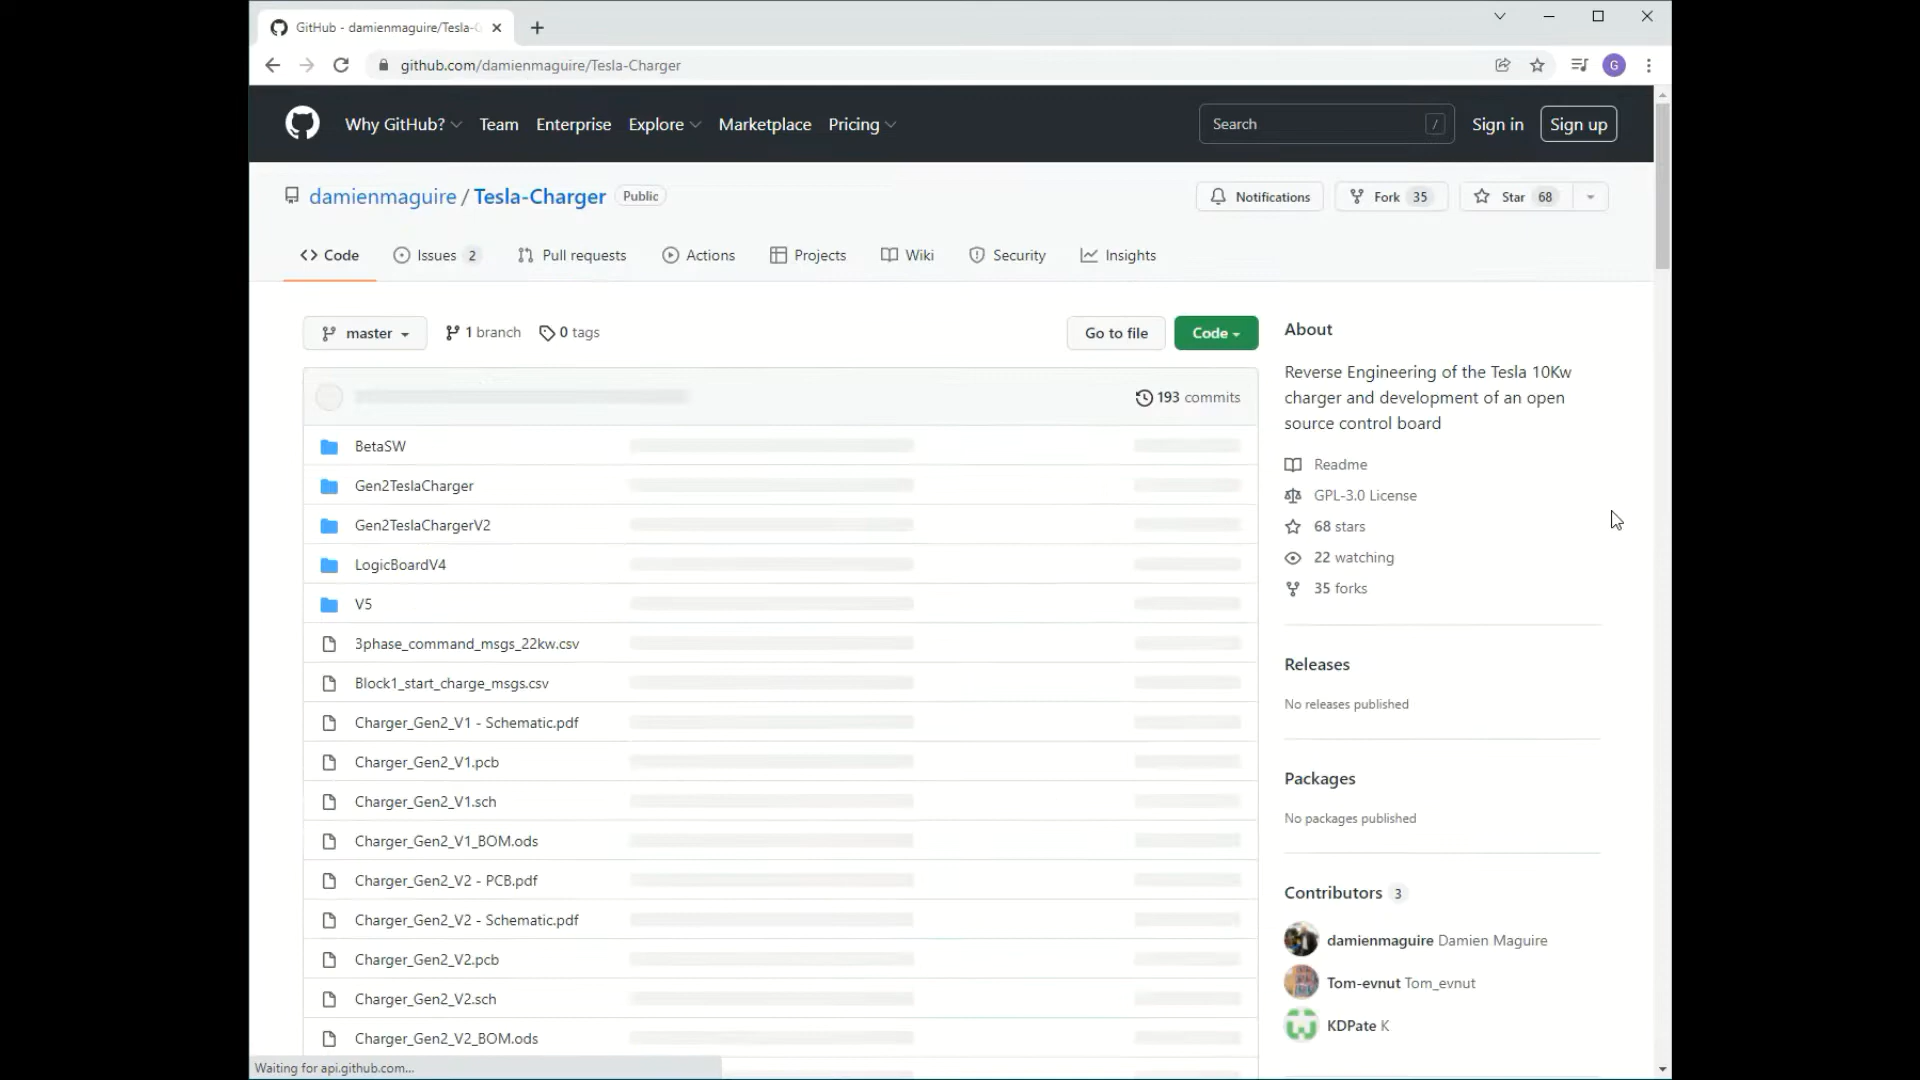 GitHub - damienmaguire/Tesla-C
github.com/damienmaguire/Tesla-Charger
G
Why GitHub? Team Enterprise Explore Marketplace Pricing
Search /
Sign in Sign up
damienmaguire / Tesla-Charger Public
Notifications Fork 35 Star 68
Code Issues 2 Pull requests Actions Projects Wiki Security Insights
master 1 branch 0 tags
Go to file Code
193 commits
BetaSW
Gen2TeslaCharger
Gen2TeslaChargerV2
LogicBoardV4
V5
3phase_command_msgs_22kw.csv
Block1_start_charge_msgs.csv
Charger_Gen2_V1 - Schematic.pdf
Charger_Gen2_V1.pcb
Charger_Gen2_V1.sch
Charger_Gen2_V1_BOM.ods
Charger_Gen2_V2 - PCB.pdf
Charger_Gen2_V2 - Schematic.pdf
Charger_Gen2_V2.pcb
Charger_Gen2_V2.sch
Charger_Gen2_V2_BOM.ods
About
Reverse Engineering of the Tesla 10Kw
charger and development of an open
source control board
Readme
GPL-3.0 License
68 stars
22 watching
35 forks
Releases
No releases published
Packages
No packages published
Contributors 3
damienmaguire Damien Maguire
Tom-evnut Tom_evnut
KDPate K
Waiting for api.github.com...